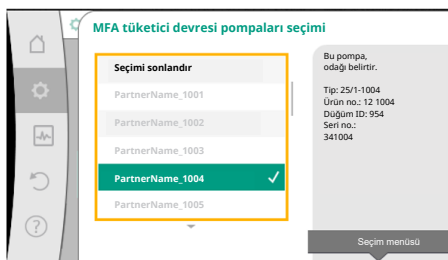 MFA tüketici devresi pompaları seçimi
Seçimi sonlandır
PartnerName_1001
PartnerName_1002
PartnerName_1003
PartnerName_1004
PartnerName_1005
Bu pompa,
odağı belirtir.
Tip: 25/1-1004
Ürün no.: 12 1004
Düğüm ID: 954
Seri no.:
341004
Seçim menüsü